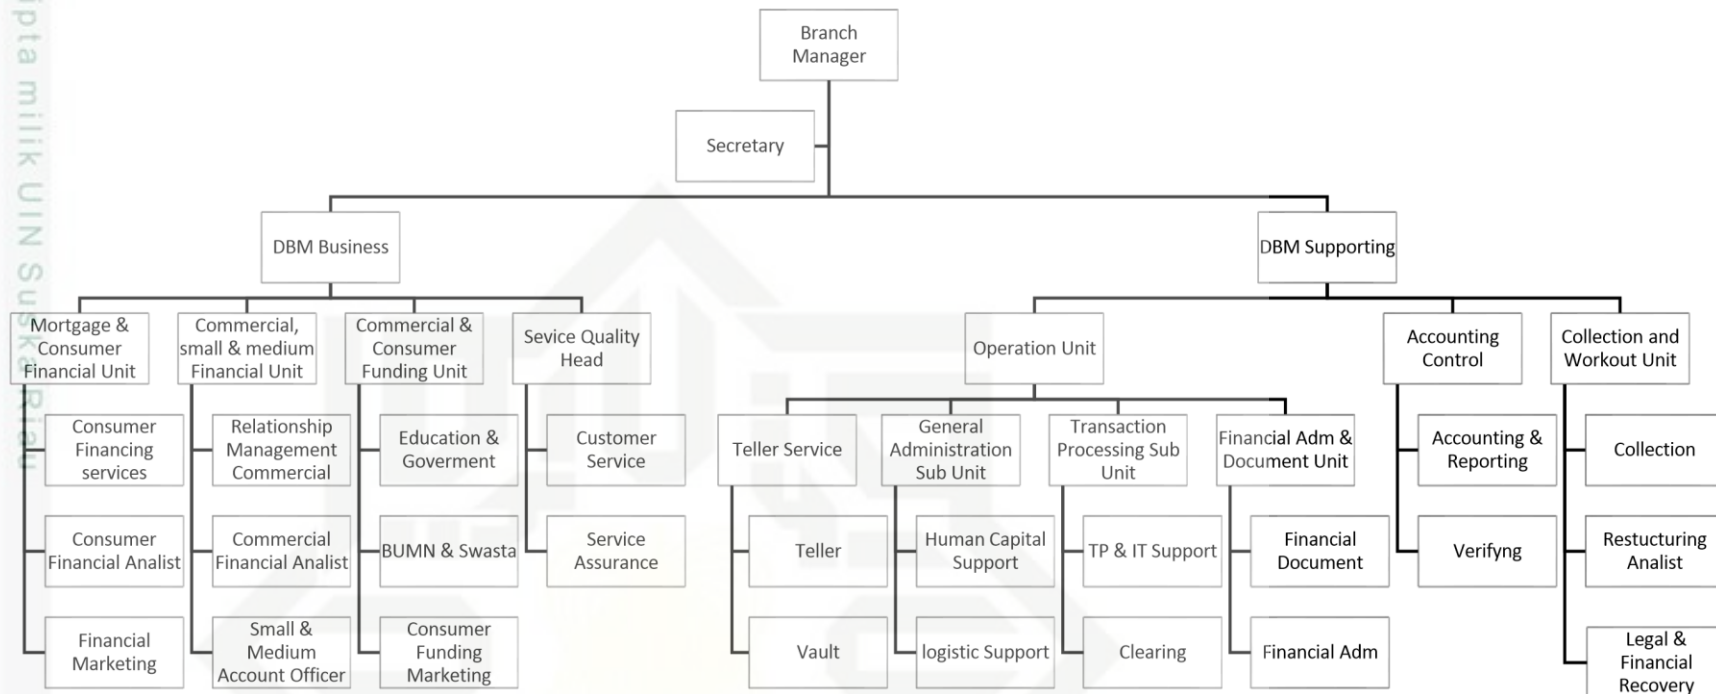 Branch
Manager
Secretary
DBM Business
DBM Supporting
Mortgage &
Consumer
Financial Unit
Commercial,
small & medium
Financial Unit
Commercial &
Consumer
Funding Unit
Sevice Quality
Head
Operation Unit
Accounting
Control
Collection and
Workout Unit
Consumer
Financing
services
Relationship
Management
Commercial
Education &
Goverment
Customer
Service
Teller Service
General
Administration
Sub Unit
Transaction
Processing Sub
Unit
Financial Adm &
Document Unit
Accounting &
Reporting
Collection
Consumer
Financial Analist
Commercial
Financial Analist
BUMN & Swasta
Service
Assurance
Teller
Human Capital
Support
TP & IT Support
Financial
Document
Verifyng
Restucturing
Analist
Financial
Marketing
Small &
Medium
Account Officer
Consumer
Funding
Marketing
Vault
logistic Support
Clearing
Financial Adm
Legal &
Financial
Recovery
ipta milik UIN Suska Riau